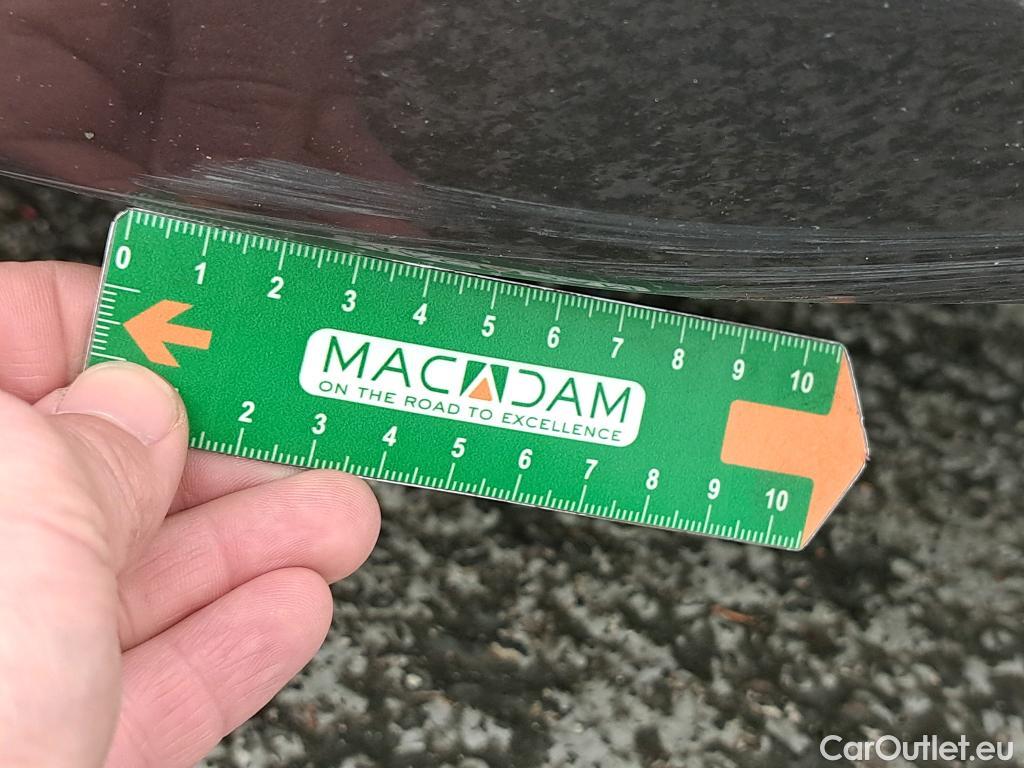 0 1 2 3 4 5 6 7 8 9 10
MACADAM
ON THE ROAD TO EXCELLENCE
2 3 4 5 6 7 8 9 10
CarOutlet.eu